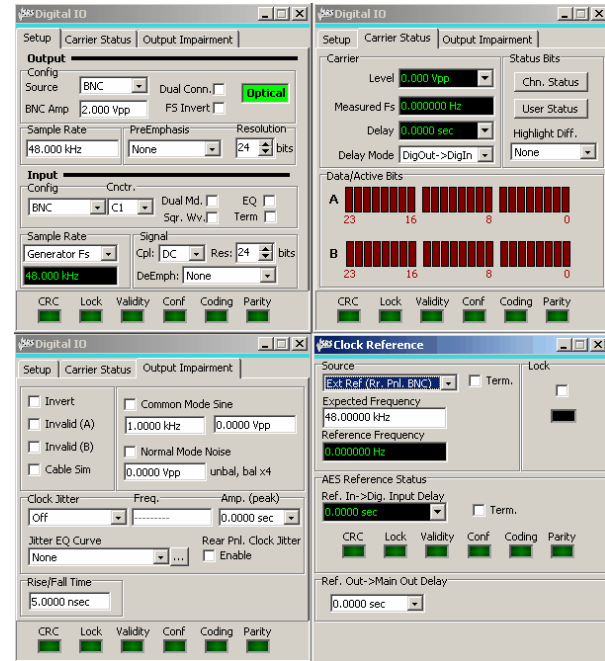 Digital IO
Setup Carrier Status Output Impairment
Output
Config
Source BNC Dual Conn. Optical
BNC Amp 2.000 Vpp FS Invert
Sample Rate PreEmphasis Resolution
48.000 kHz None 24 bits
Input
Config Cnctr.
BNC C1 Dual Md. EQ
Sqr. Wv. Term
Sample Rate Signal
Generator Fs Cpl: DC Res: 24 bits
48.000 kHz DeEmph: None
CRC Lock Validity Conf Coding Parity
Digital IO
Setup Carrier Status Output Impairment
Carrier Status Bits
Level 0.000 Vpp Chn. Status
Measured Fs 0.000000 Hz User Status
Delay 0.0000 sec Highlight Diff.
Delay Mode DigOut->DigIn None
Data/Active Bits
A
23 16 8 0
B
23 16 8 0
CRC Lock Validity Conf Coding Parity
Digital IO
Setup Carrier Status Output Impairment
Invert Common Mode Sine
Invalid (A) 1.0000 kHz 0.0000 Vpp
Invalid (B) Normal Mode Noise
Cable Sim 0.0000 Vpp unbal, bal x4
Clock Jitter Freq. Amp. (peak)
Off --------- 0.0000 sec
Jitter EQ Curve Rear Pnl. Clock Jitter
None ... Enable
Rise/Fall Time
5.0000 nsec
CRC Lock Validity Conf Coding Parity
Clock Reference
Source Lock
Ext Ref (Rr. Pnl. BNC) Term.
Expected Frequency
48.00000 kHz
Reference Frequency
0.000000 Hz
AES Reference Status
Ref. In->Dig. Input Delay
0.0000 sec Term.
CRC Lock Validity Conf Coding Parity
Ref. Out->Main Out Delay
0.0000 sec